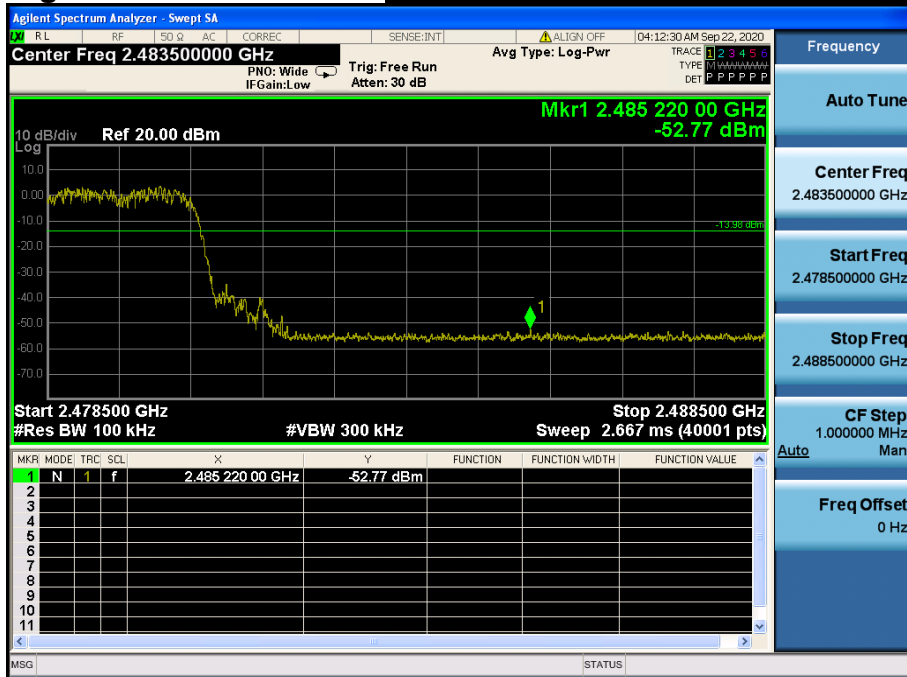 Agilent Spectrum Analyzer - Swept SA
LXI RL RF 50 Ω AC CORREC SENSE:INT ALIGN OFF 04:12:30 AM Sep 22, 2020
Center Freq 2.483500000 GHz
PNO: Wide
IFGain:Low
Trig: Free Run
Atten: 30 dB
Avg Type: Log-Pwr
TRACE 1 2 3 4 5 6
TYPE M
DET P P P P P P
Mkr1 2.485 220 00 GHz
-52.77 dBm
10 dB/div Ref 20.00 dBm
Log
10.0
0.00
-10.0
-13.98 dBm
-20.0
-30.0
-40.0
1
-50.0
-60.0
-70.0
Start 2.478500 GHz Stop 2.488500 GHz
#Res BW 100 kHz #VBW 300 kHz Sweep 2.667 ms (40001 pts)
MKR MODE TRC SCL X Y FUNCTION FUNCTION WIDTH FUNCTION VALUE
1 N 1 f 2.485 220 00 GHz -52.77 dBm
2
3
4
5
6
7
8
9
10
11
MSG STATUS
Frequency
Auto Tune
Center Freq
2.483500000 GHz
Start Freq
2.478500000 GHz
Stop Freq
2.488500000 GHz
CF Step
1.000000 MHz
Auto Man
Freq Offset
0 Hz